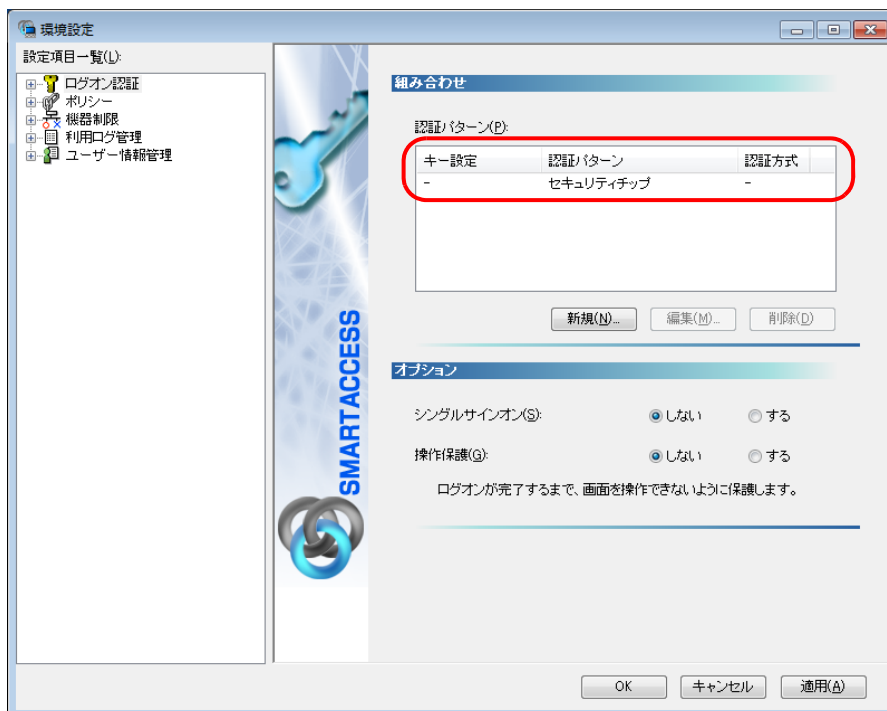 環境設定
設定項目一覧(L):
ログオン認証
ポリシー
機器制限
利用ログ管理
ユーザー情報管理
SMARTACCESS
組み合わせ
認証パターン(P):
キー設定 認証パターン 認証方式
- セキュリティチップ -
新規(N)... 編集(M)... 削除(D)
オプション
シングルサインオン(S): しない する
操作保護(G): しない する
ログオンが完了するまで、画面を操作できないように保護します。
OK キャンセル 適用(A)